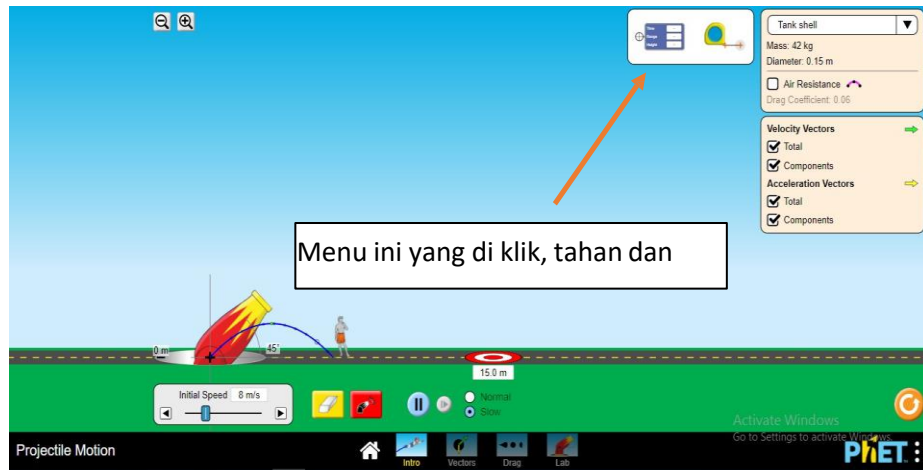 Tank shell
Mass: 42 kg
Diameter: 0.15 m
Air Resistance
Drag Coefficient: 0.06
Velocity Vectors
Total
Components
Acceleration Vectors
Total
Components
Menu ini yang di klik, tahan dan
0 m
45°
15.0 m
Initial Speed 8 m/s
Normal
Slow
Activate Windows
Go to Settings to activate Windows.
Projectile Motion
Intro
Vectors
Drag
Lab
PhET